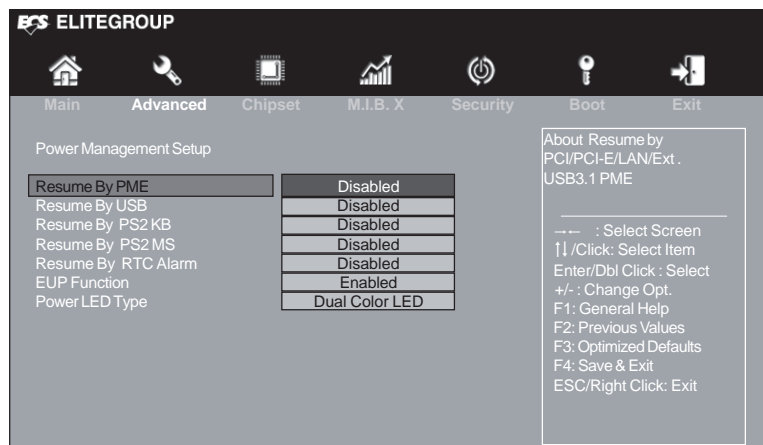 ECS ELITEGROUP
Main Advanced Chipset M.I.B. X Security Boot Exit
Power Management Setup
Resume By PME Disabled
Resume By USB Disabled
Resume By PS2 KB Disabled
Resume By PS2 MS Disabled
Resume By RTC Alarm Disabled
EUP Function Enabled
Power LED Type Dual Color LED
About Resume by
PCI/PCI-E/LAN/Ext .
USB3.1 PME
→← : Select Screen
↑↓/Click: Select Item
Enter/Dbl Click : Select
+/- : Change Opt.
F1: General Help
F2: Previous Values
F3: Optimized Defaults
F4: Save & Exit
ESC/Right Click: Exit